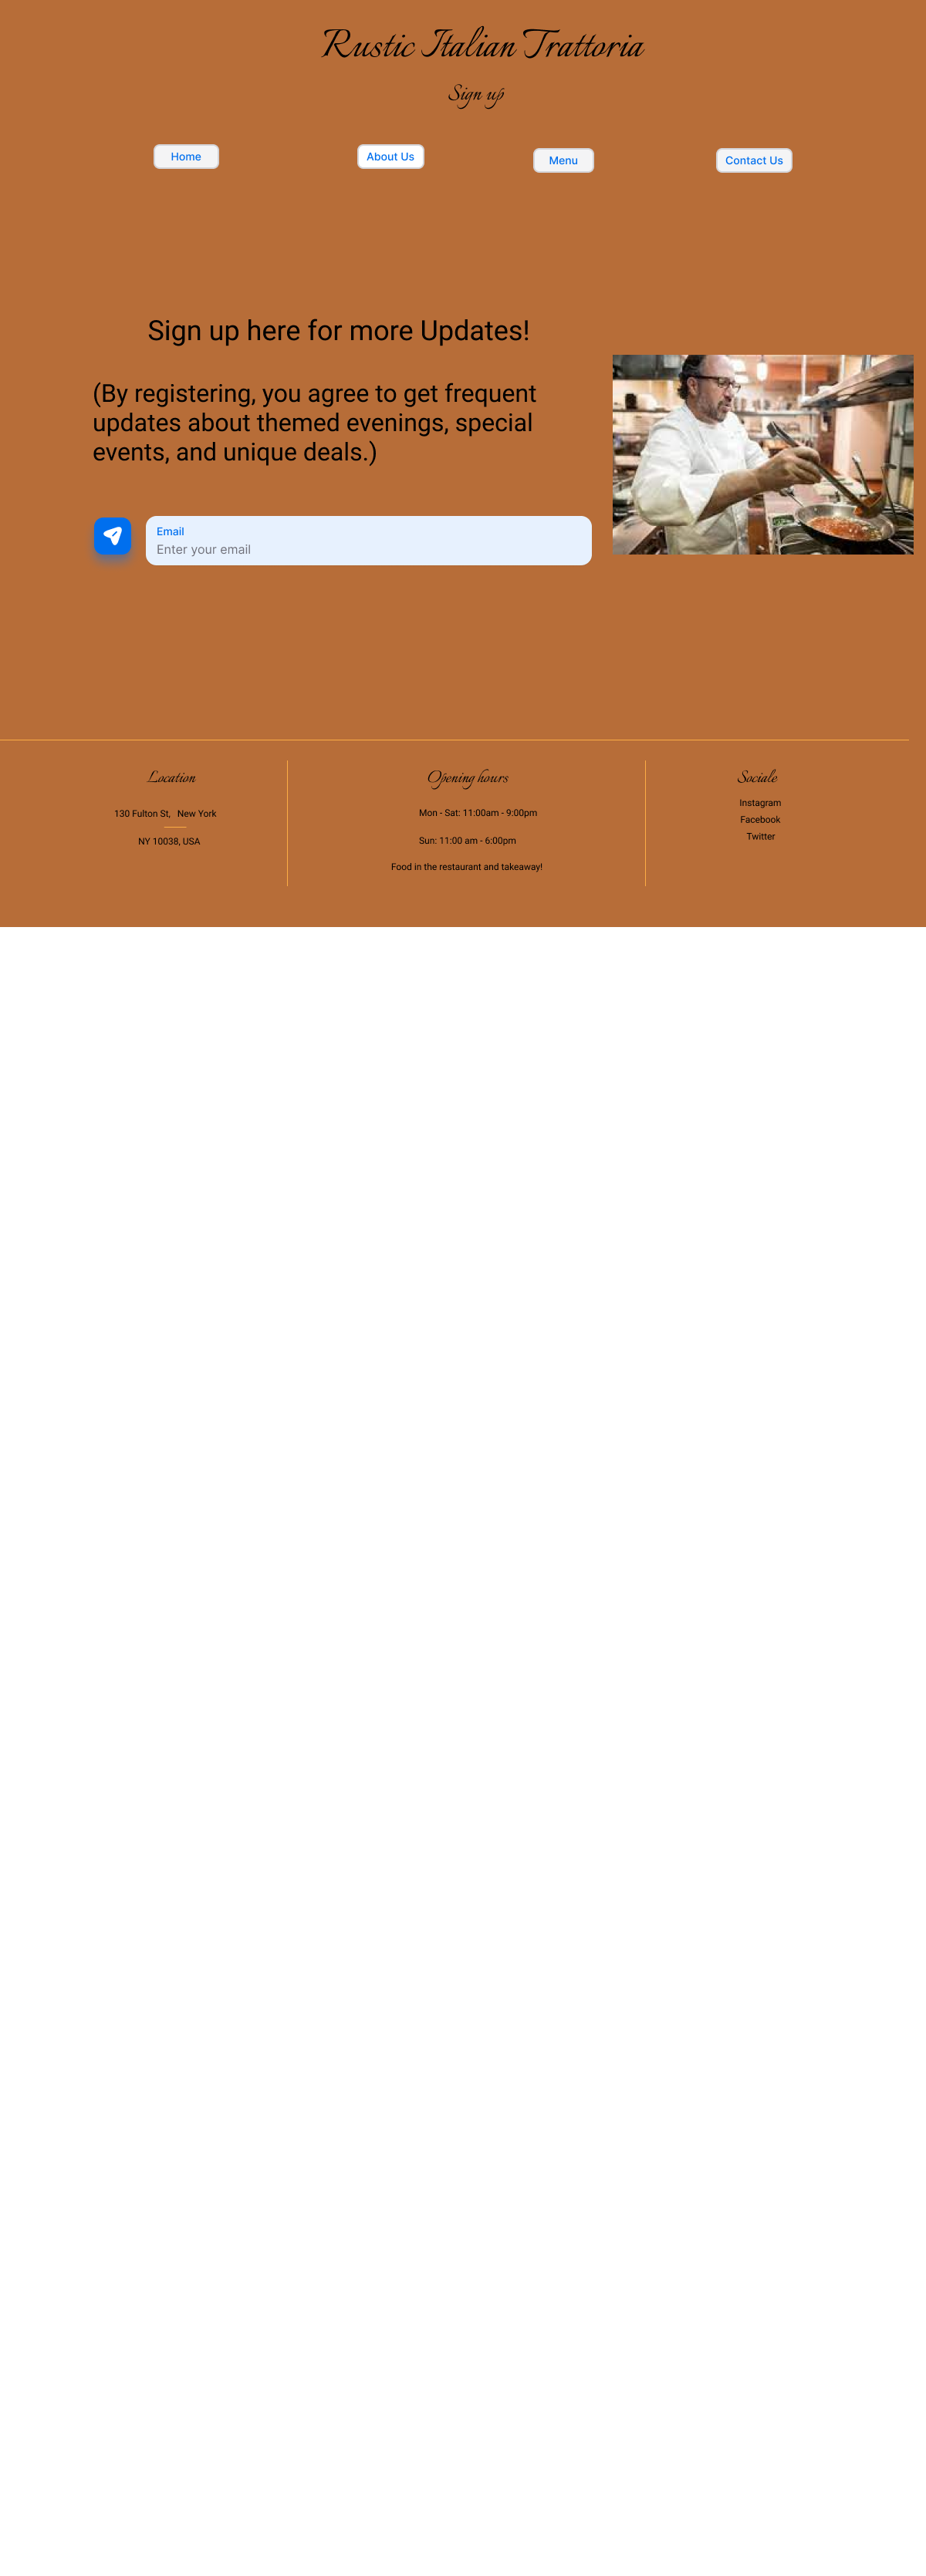 Rustic Italian Trattoria
Sign up
Home
About Us
Menu
Contact Us
Sign up here for more Updates!
(By registering, you agree to get frequent
updates about themed evenings, special
events, and unique deals.)
Email
Enter your email
Location
130 Fulton St, New York
NY 10038, USA
Opening hours
Mon - Sat: 11:00am - 9:00pm
Sun: 11:00 am - 6:00pm
Food in the restaurant and takeaway!
Sociale
Instagram
Facebook
Twitter